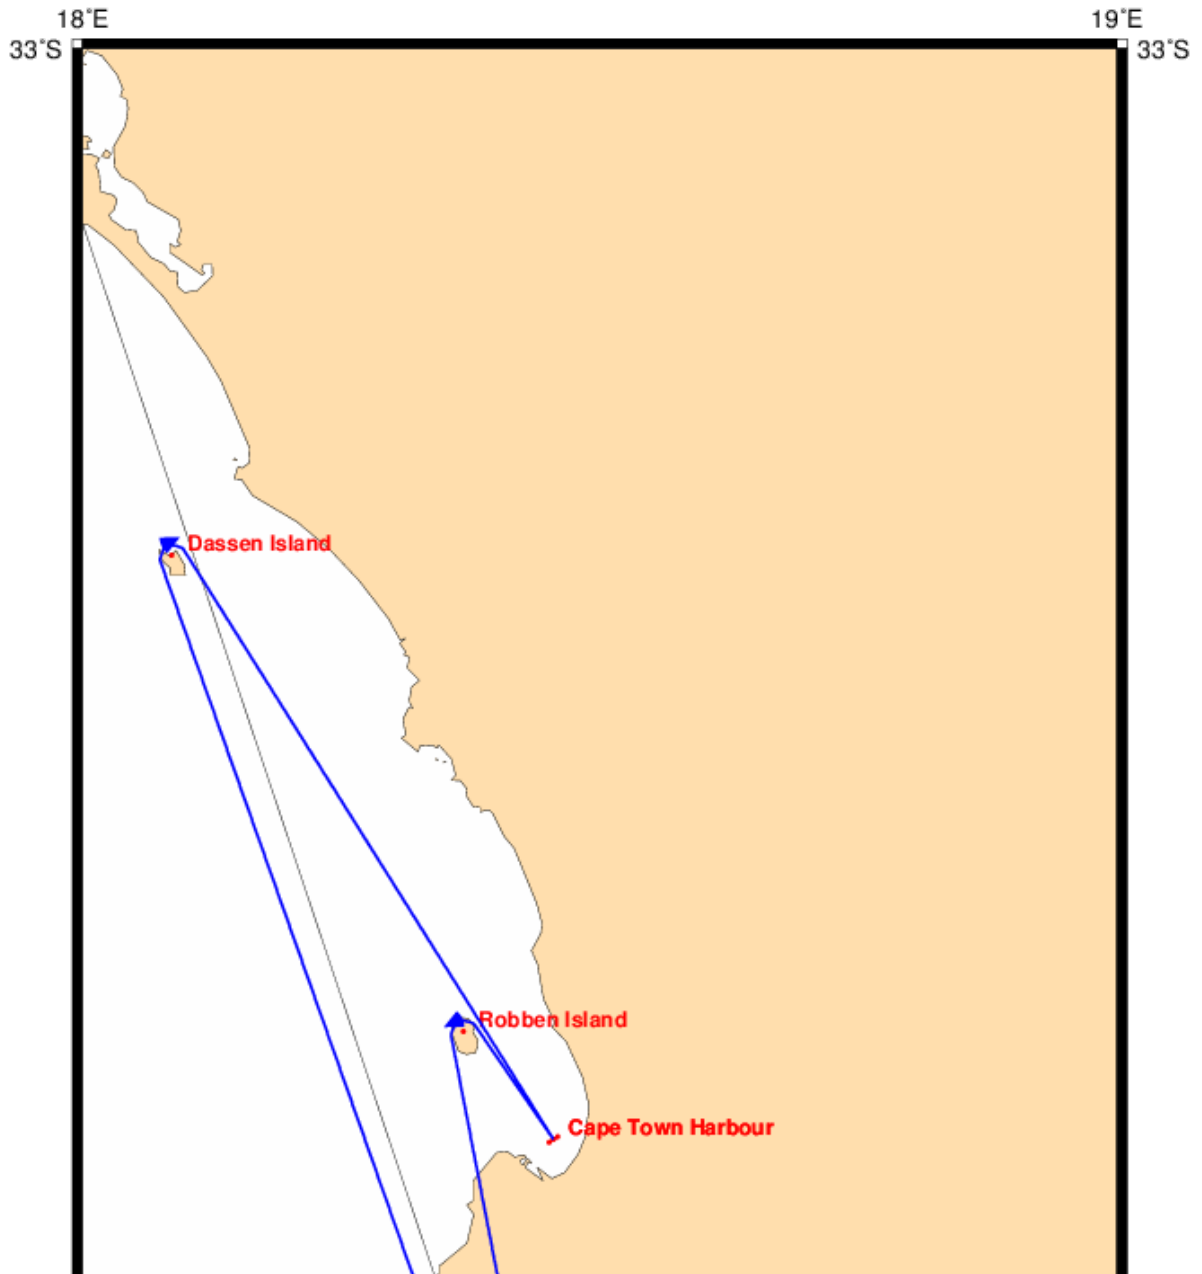 18°E 19°E
33°S 33°S
Dassen Island
Robben Island
Cape Town Harbour